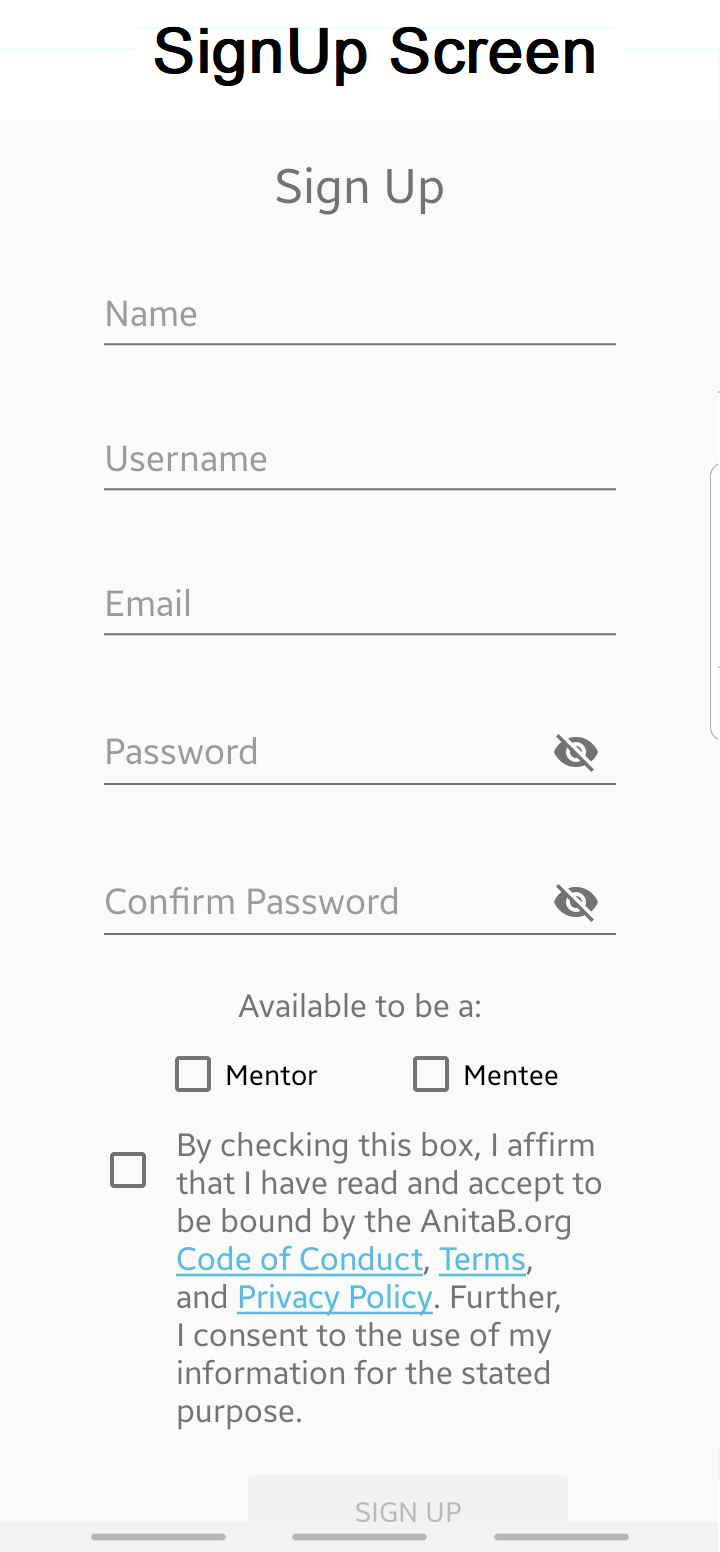 SignUp Screen
Sign Up
Name
Username
Email
Password
Confirm Password
Available to be a:
Mentor Mentee
By checking this box, I affirm
that I have read and accept to
be bound by the AnitaB.org
Code of Conduct, Terms,
and Privacy Policy. Further,
I consent to the use of my
information for the stated
purpose.
SIGN UP